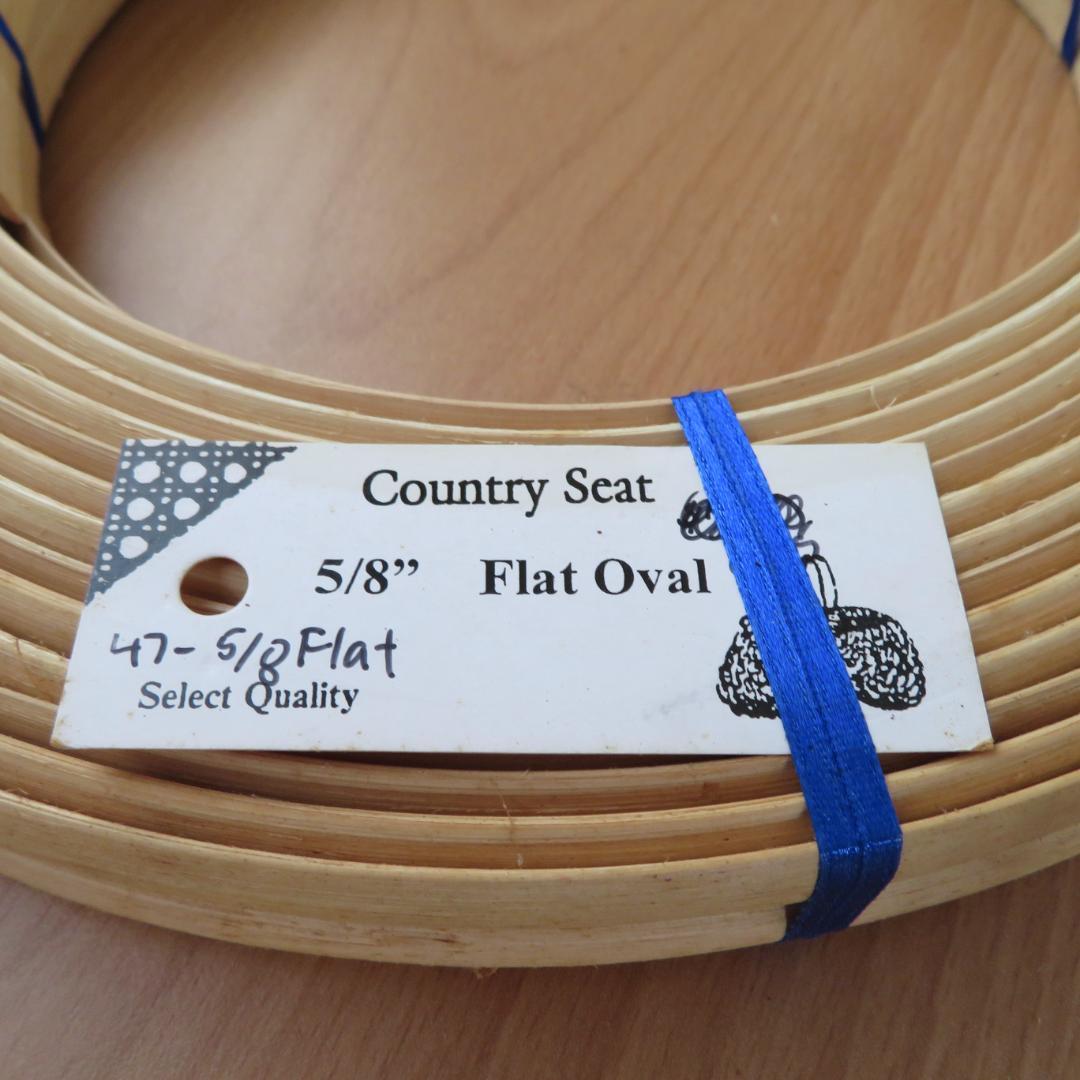 Country Seat
5/8” Flat Oval
47- 5/8 Flat
Select Quality